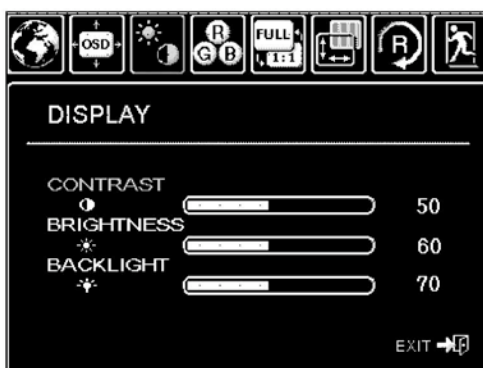 OSD
R
G B
FULL
1:1
R
DISPLAY
CONTRAST
50
BRIGHTNESS
60
BACKLIGHT
70
EXIT